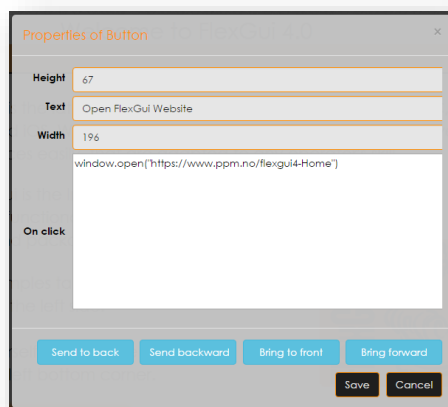 Properties of Button ×
Height 67
Text Open FlexGui Website
Width 196
window.open("https://www.ppm.no/flexgui4-Home")
On click
Send to back Send backward Bring to front Bring forward
Save Cancel